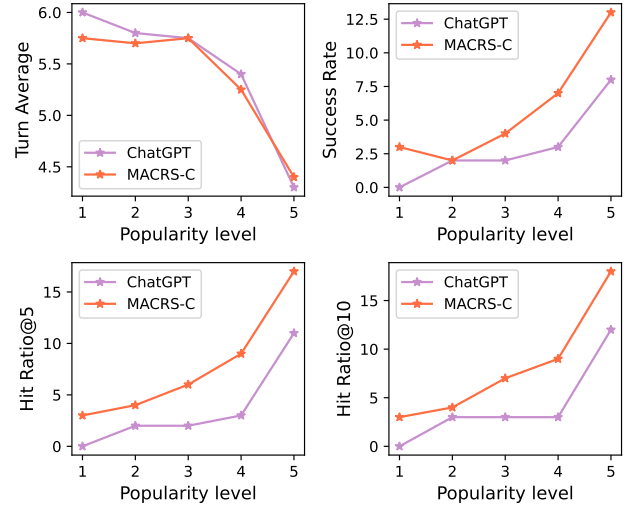 Turn Average
6.0
5.5
5.0
4.5
ChatGPT
MACRS-C
1 2 3 4 5
Popularity level
Success Rate
12.5
10.0
7.5
5.0
2.5
0.0
ChatGPT
MACRS-C
1 2 3 4 5
Popularity level
Hit Ratio@5
15
10
5
0
ChatGPT
MACRS-C
1 2 3 4 5
Popularity level
Hit Ratio@10
15
10
5
0
ChatGPT
MACRS-C
1 2 3 4 5
Popularity level